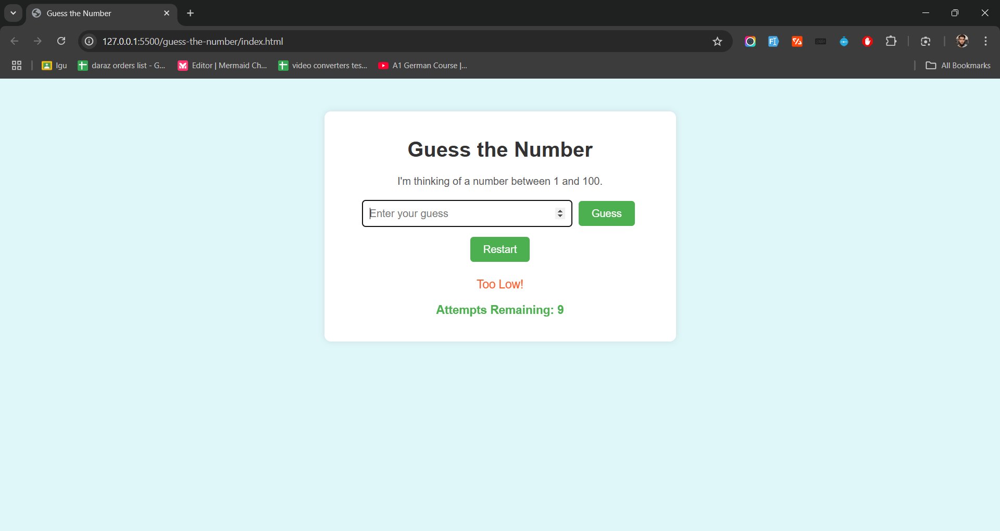 Guess the Number
127.0.0.1:5500/guess-the-number/index.html
Igu
daraz orders list - G...
Editor | Mermaid Ch...
video converters tes...
A1 German Course |...
All Bookmarks
Guess the Number
I'm thinking of a number between 1 and 100.
Enter your guess
Guess
Restart
Too Low!
Attempts Remaining: 9